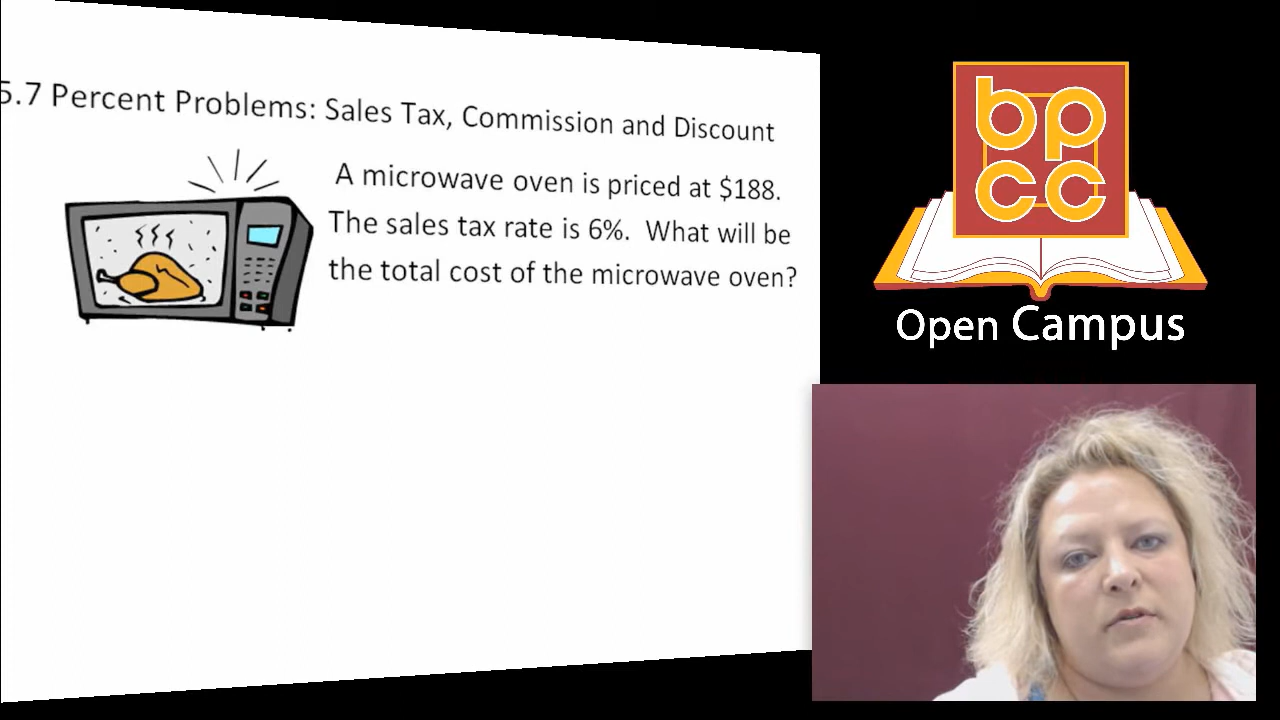 5.7 Percent Problems: Sales Tax, Commission and Discount
A microwave oven is priced at $188.
The sales tax rate is 6%. What will be
the total cost of the microwave oven?
bp
cc
Open Campus